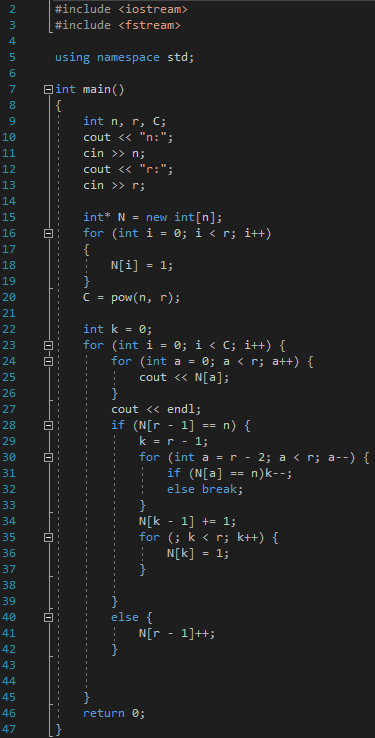 2 #include <iostream>
3 #include <fstream>
4
5 using namespace std;
6
7 int main()
8 {
9     int n, r, C;
10     cout << "n:";
11     cin >> n;
12     cout << "r:";
13     cin >> r;
14
15     int* N = new int[n];
16     for (int i = 0; i < r; i++)
17     {
18         N[i] = 1;
19     }
20     C = pow(n, r);
21
22     int k = 0;
23     for (int i = 0; i < C; i++) {
24         for (int a = 0; a < r; a++) {
25             cout << N[a];
26         }
27         cout << endl;
28         if (N[r - 1] == n) {
29             k = r - 1;
30             for (int a = r - 2; a < r; a--) {
31                 if (N[a] == n)k--;
32                 else break;
33             }
34             N[k - 1] += 1;
35             for (; k < r; k++) {
36                 N[k] = 1;
37             }
38
39         }
40         else {
41             N[r - 1]++;
42         }
43
44
45     }
46     return 0;
47 }